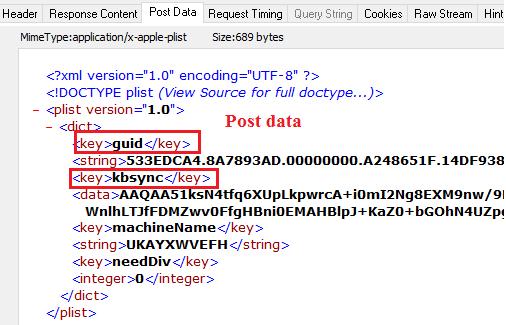 Header Response Content Post Data Request Timing Query String Cookies Raw Stream Hint
MimeType:application/x-apple-plist Size:689 bytes
<?xml version="1.0" encoding="UTF-8" ?>
<!DOCTYPE plist (View Source for full doctype...)>
− <plist version="1.0">
− <dict>
Post data
<key>guid</key>
<string>533EDCA4.8A7893AD.00000000.A248651F.14DF938
<key>kbsync</key>
<data>AAQAA51ksN4tfq6XUpLkpwrcA+i0mI2Ng8EXM9nw/9
WnlhLTJfFDMZwv0FfgHBni0EMAHBlpJ+KaZ0+bGOhN4UZpg
<key>machineName</key>
<string>UKAYXWVEFH</string>
<key>needDiv</key>
<integer>0</integer>
</dict>
</plist>